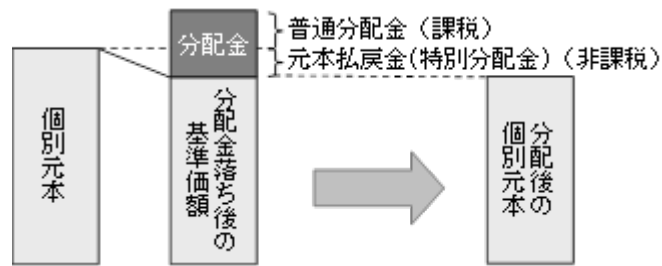 分配金
普通分配金（課税）
元本払戻金(特別分配金)（非課税）
個別元本
分配金落ち後の
基準価額
分配後の
個別元本